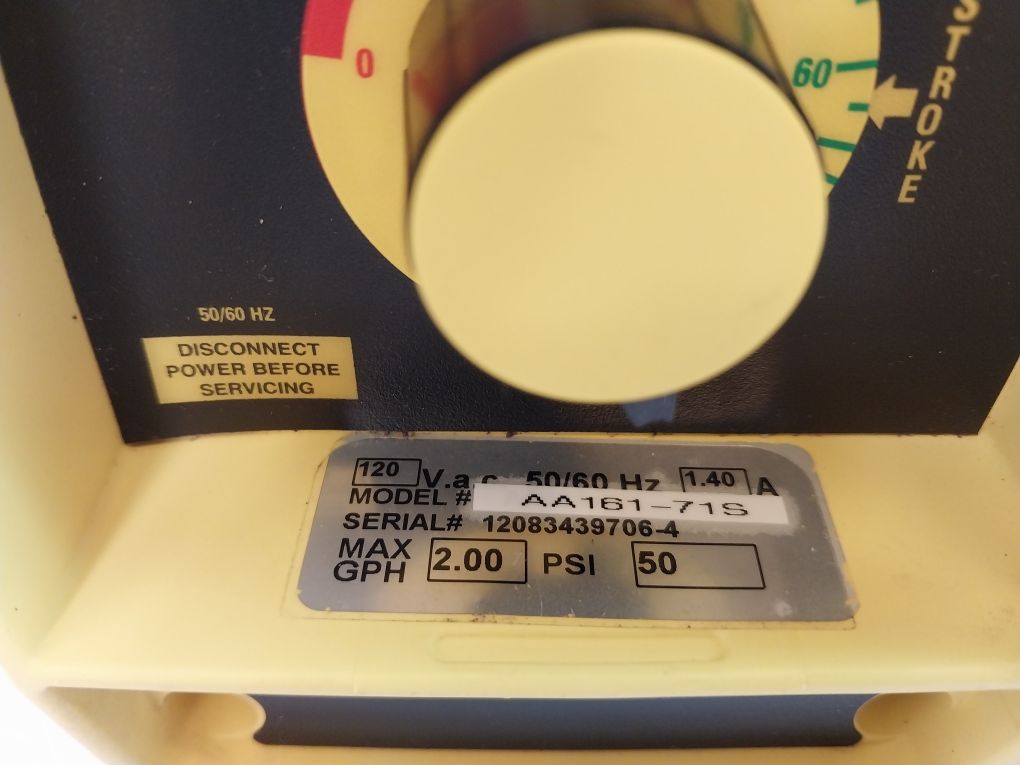 0
60
STROKE
50/60 HZ
DISCONNECT
POWER BEFORE
SERVICING
120 V.a.c. 50/60 Hz 1.40 A
MODEL # AA161-71S
SERIAL# 12083439706-4
MAX GPH 2.00 PSI 50